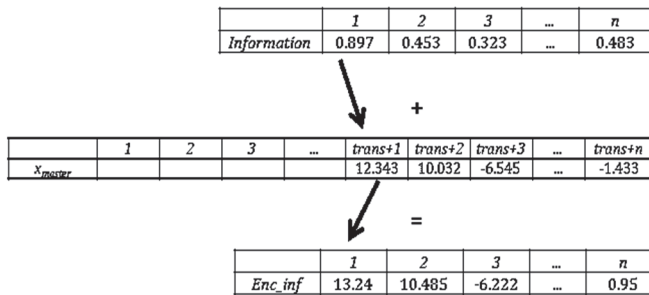 1 2 3 ... n
Information 0.897 0.453 0.323 ... 0.483
+
1 2 3 ... trans+1 trans+2 trans+3 ... trans+n
xmaster 12.343 10.032 -6.545 ... -1.433
=
1 2 3 ... n
Enc_inf 13.24 10.485 -6.222 ... 0.95